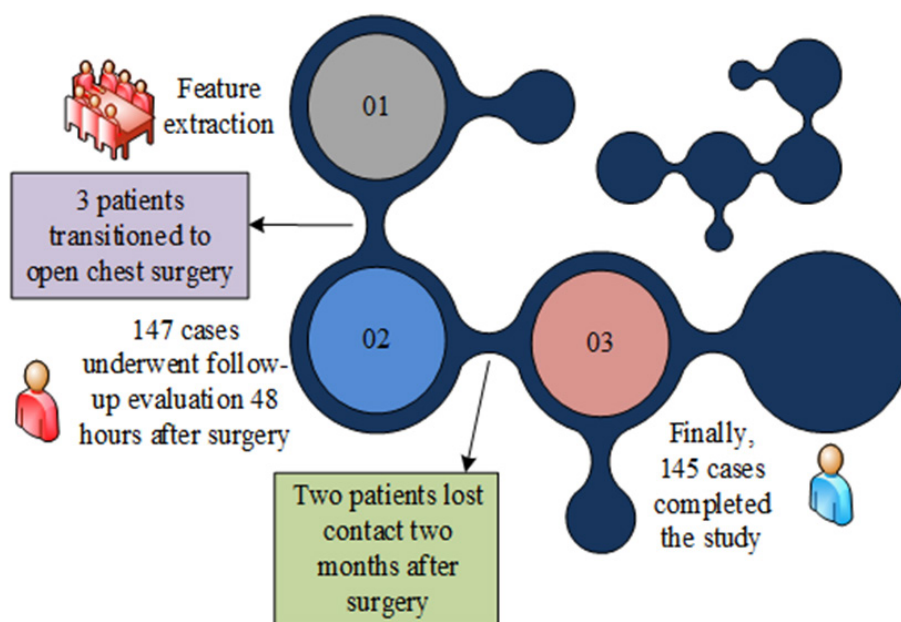 Feature
extraction
01
3 patients
transitioned to
open chest surgery
147 cases
underwent follow-
up evaluation 48
hours after surgery
02
03
Two patients lost
contact two
months after
surgery
Finally,
145 cases
completed
the study